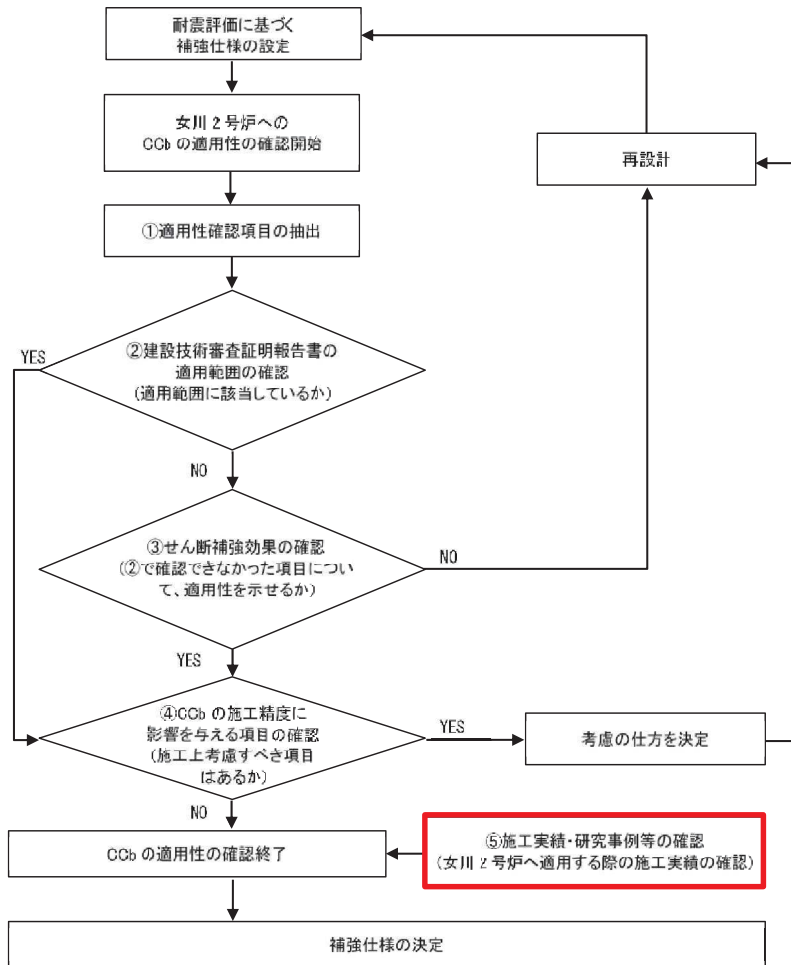 耐震評価に基づく
補強仕様の設定
女川２号炉への
CCb の適用性の確認開始
再設計
①適用性確認項目の抽出
YES
②建設技術審査証明報告書の
適用範囲の確認
(適用範囲に該当しているか)
NO
③せん断補強効果の確認
(②で確認できなかった項目につい
て、適用性を示せるか)
NO
YES
④CCb の施工精度に
影響を与える項目の確認
(施工上考慮すべき項目
はあるか)
YES
考慮の仕方を決定
NO
CCb の適用性の確認終了
⑤施工実績・研究事例等の確認
(女川２号炉へ適用する際の施工実績の確認)
補強仕様の決定